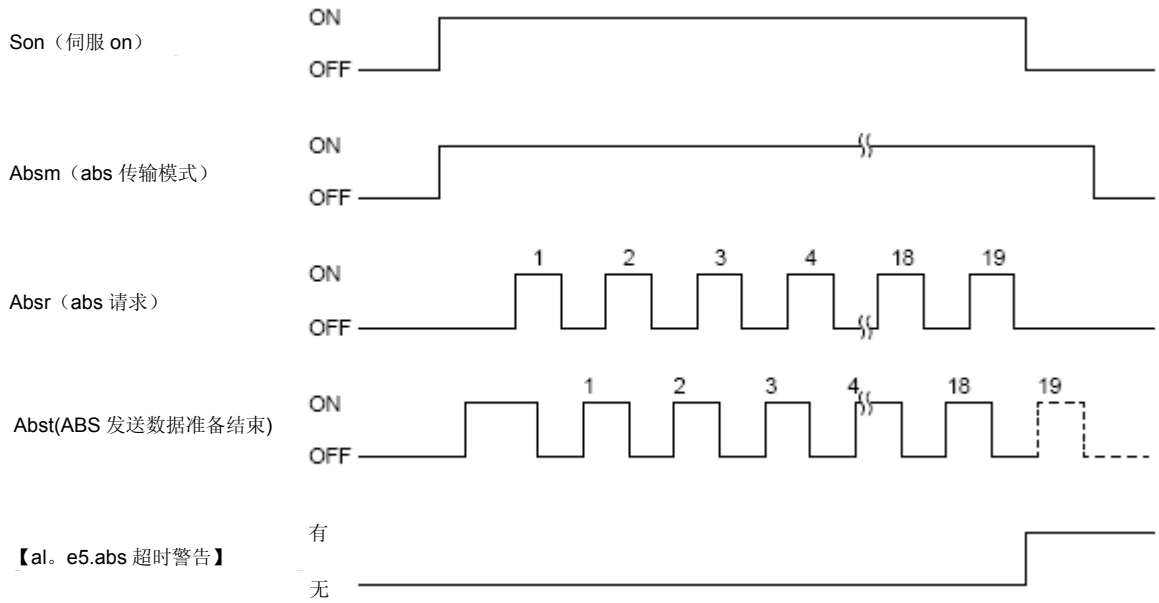 ON
Son（伺服 on）
OFF
ON
Absm（abs 传输模式）
OFF
1 2 3 4 18 19
ON
Absr（abs 请求）
OFF
1 2 3 4 18 19
ON
Abst(ABS 发送数据准备结束)
OFF
有
【al。e5.abs 超时警告】
无